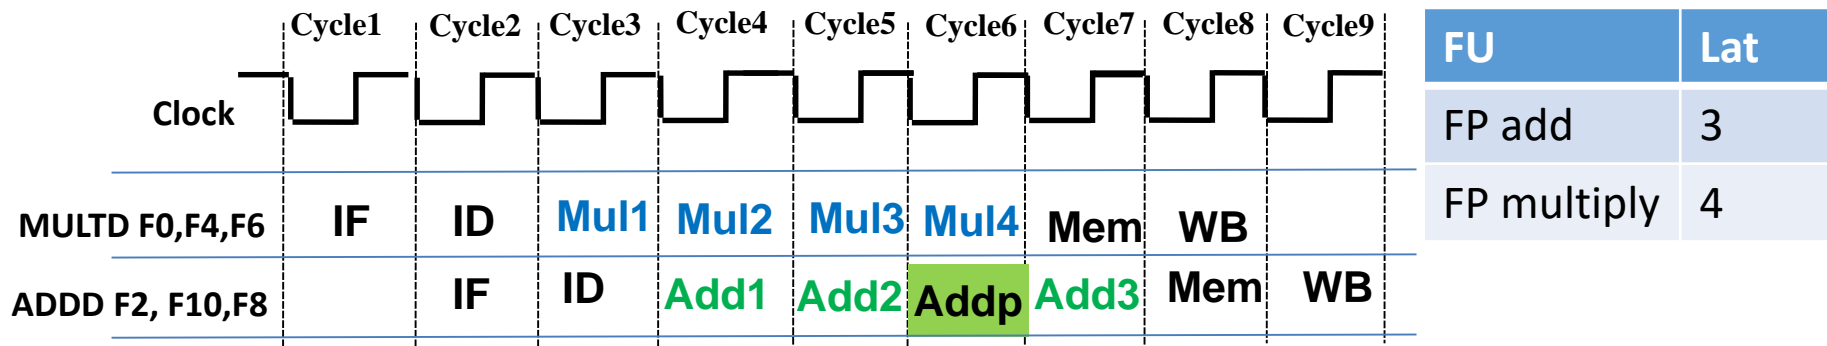 Cycle1 Cycle2 Cycle3 Cycle4 Cycle5 Cycle6 Cycle7 Cycle8 Cycle9
Clock
MULTD F0,F4,F6 IF ID Mul1 Mul2 Mul3 Mul4 Mem WB
ADDD F2, F10,F8 IF ID Add1 Add2 Addp Add3 Mem WB
FU Lat
FP add 3
FP multiply 4